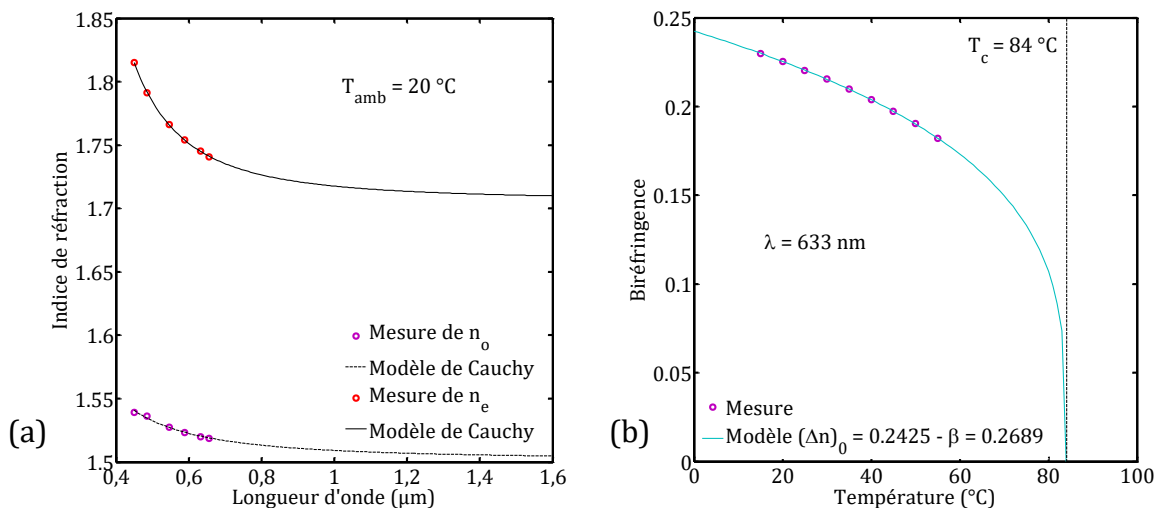 1.85
1.8
1.75
1.7
1.65
1.6
1.55
1.5
0,4
0,6
0,8
1
1,2
1,4
1,6
Indice de réfraction
Longueur d'onde (µm)
T_amb = 20 °C
Mesure de n_o
Modèle de Cauchy
Mesure de n_e
Modèle de Cauchy
(a)
0.25
0.2
0.15
0.1
0.05
0
0
20
40
60
80
100
Biréfringence
Température (°C)
T_c = 84 °C
λ = 633 nm
Mesure
Modèle (Δn)_0 = 0.2425 - β = 0.2689
(b)